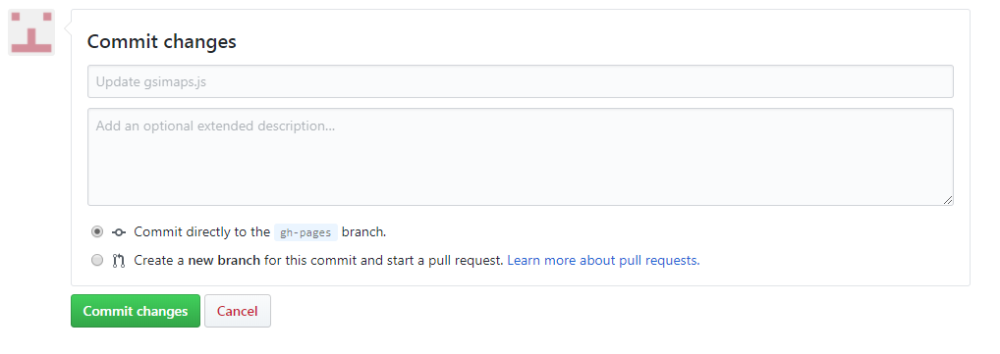 Commit changes
Update gsimaps.js
Add an optional extended description...
Commit directly to the gh-pages branch.
Create a new branch for this commit and start a pull request. Learn more about pull requests.
Commit changes
Cancel